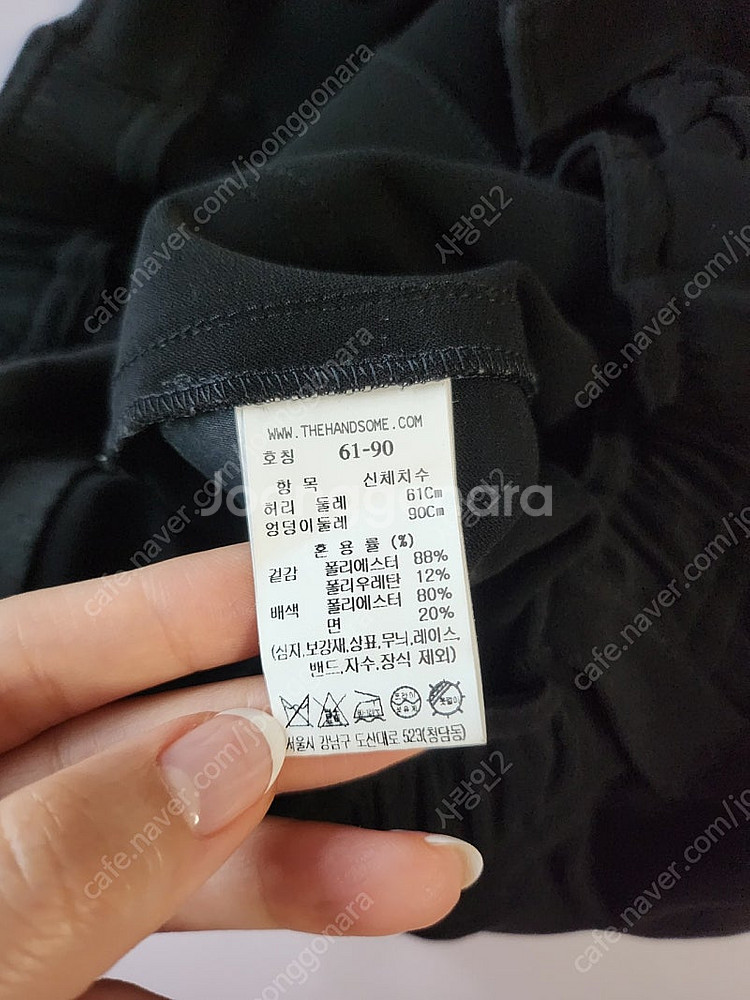 WWW.THEHANDSOME.COM
호칭 61-90
항 목 신체치수
허리 둘레 61Cm
엉덩이둘레 90Cm
혼 용 률 (%)
겉감 폴리에스터 88%
폴리우레탄 12%
배색 폴리에스터 80%
면 20%
(심지,보강재,상표,무늬,레이스,
밴드,자수,장식 제외)
서울시 강남구 도산대로 523(청담동)
Joonggonara
cafe.naver.com/joonggonara
사랑인2